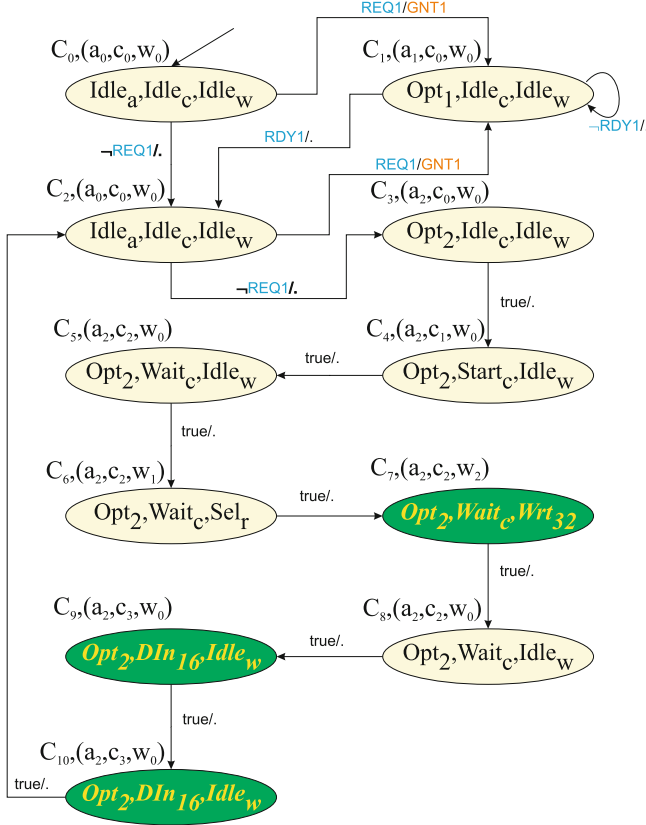 REQ1/GNT1
C0,(a0,c0,w0)
C1,(a1,c0,w0)
Idlea,Idlec,Idlew
Opt1,Idlec,Idlew
¬RDY1/.
RDY1/.
¬REQ1/.
REQ1/GNT1
C2,(a0,c0,w0)
C3,(a2,c0,w0)
Idlea,Idlec,Idlew
Opt2,Idlec,Idlew
¬REQ1/.
true/.
C5,(a2,c2,w0)
C4,(a2,c1,w0)
true/.
Opt2,Waitc,Idlew
Opt2,Startc,Idlew
true/.
C6,(a2,c2,w1)
C7,(a2,c2,w2)
true/.
Opt2,Waitc,Selr
Opt2,Waitc,Wrt32
true/.
C9,(a2,c3,w0)
C8,(a2,c2,w0)
true/.
Opt2,DIn16,Idlew
Opt2,Waitc,Idlew
true/.
C10,(a2,c3,w0)
true/.
Opt2,DIn16,Idlew